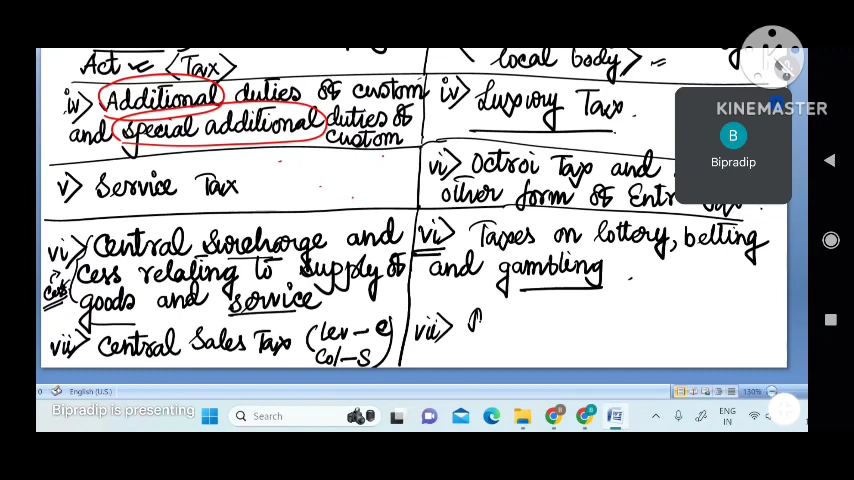 Act <Tax>
iv> Additional duties of custom
and special additional duties of
custom
v> Service Tax
vi> Central Surcharge and
cess relating to supply of
cess
goods and service
vii> Central Sales Tax (Lev - C
Col - S)
local body> =
iv> Luxuory Tax.
vi> Octroi Tax and
other form of
vi> Taxes on lottery, betting
and gambling
vii>
KINEMASTER
B
Bipradip
English (U.S.)
130%
Bipradip is presenting
Search
ENG
IN